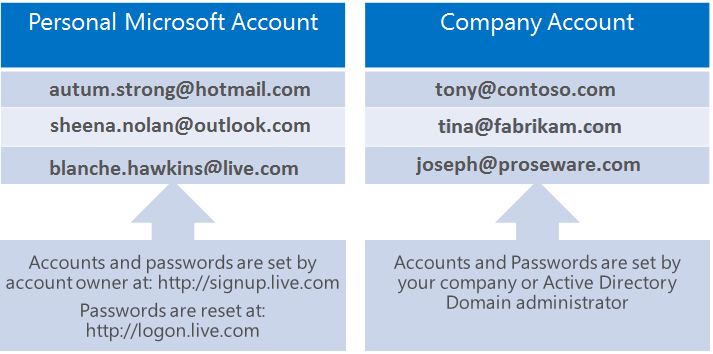 Personal Microsoft Account
autum.strong@hotmail.com
sheena.nolan@outlook.com
blanche.hawkins@live.com
Accounts and passwords are set by
account owner at: http://signup.live.com
Passwords are reset at:
http://logon.live.com
Company Account
tony@contoso.com
tina@fabrikam.com
joseph@proseware.com
Accounts and Passwords are set by
your company or Active Directory
Domain administrator